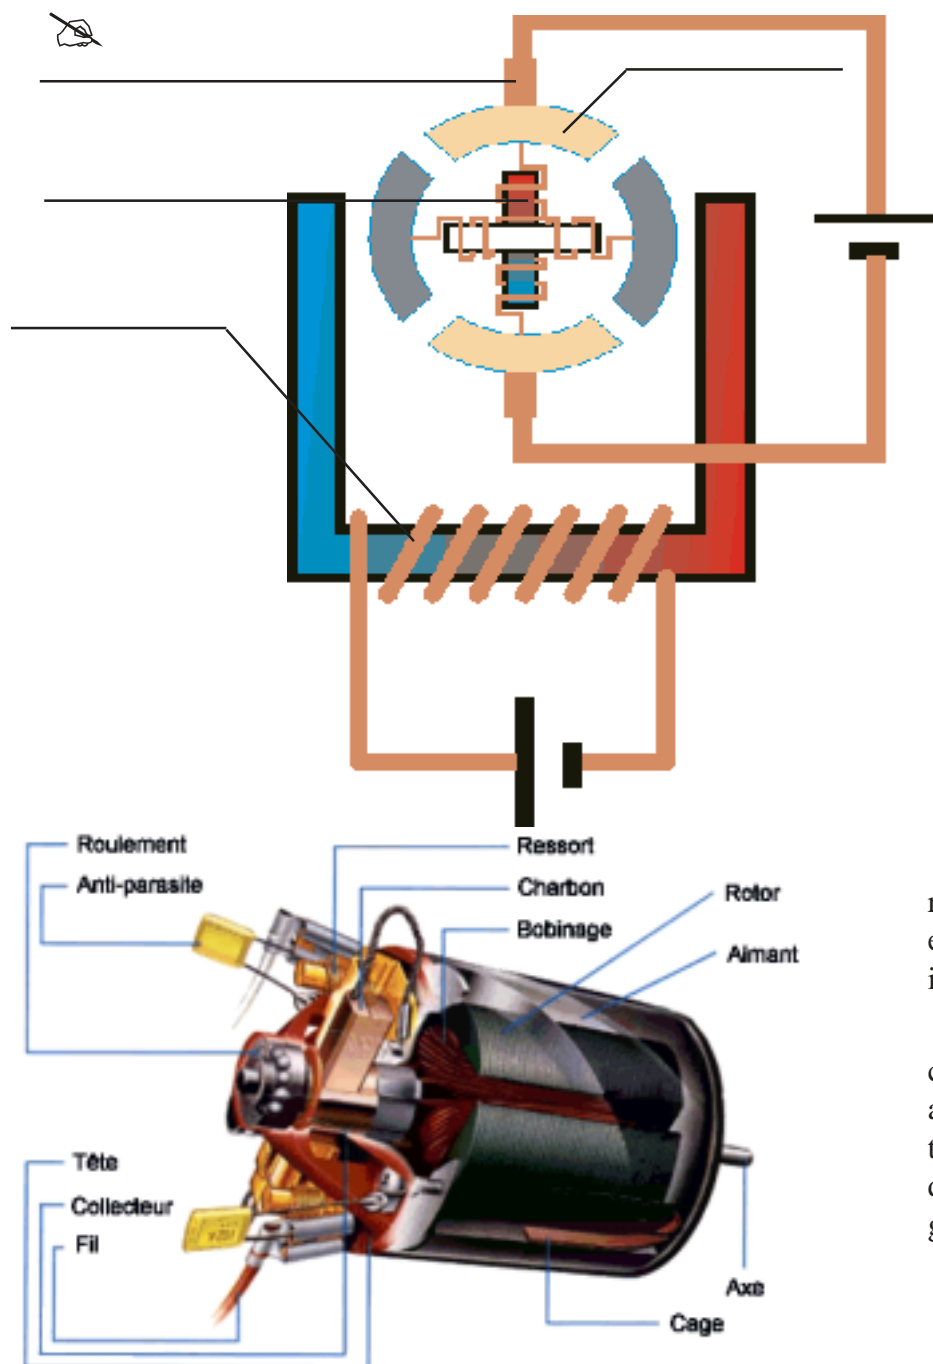 Roulement
Anti-parasite
Ressort
Charbon
Bobinage
Rotor
Aimant
Tête
Collecteur
Fil
Axe
Cage